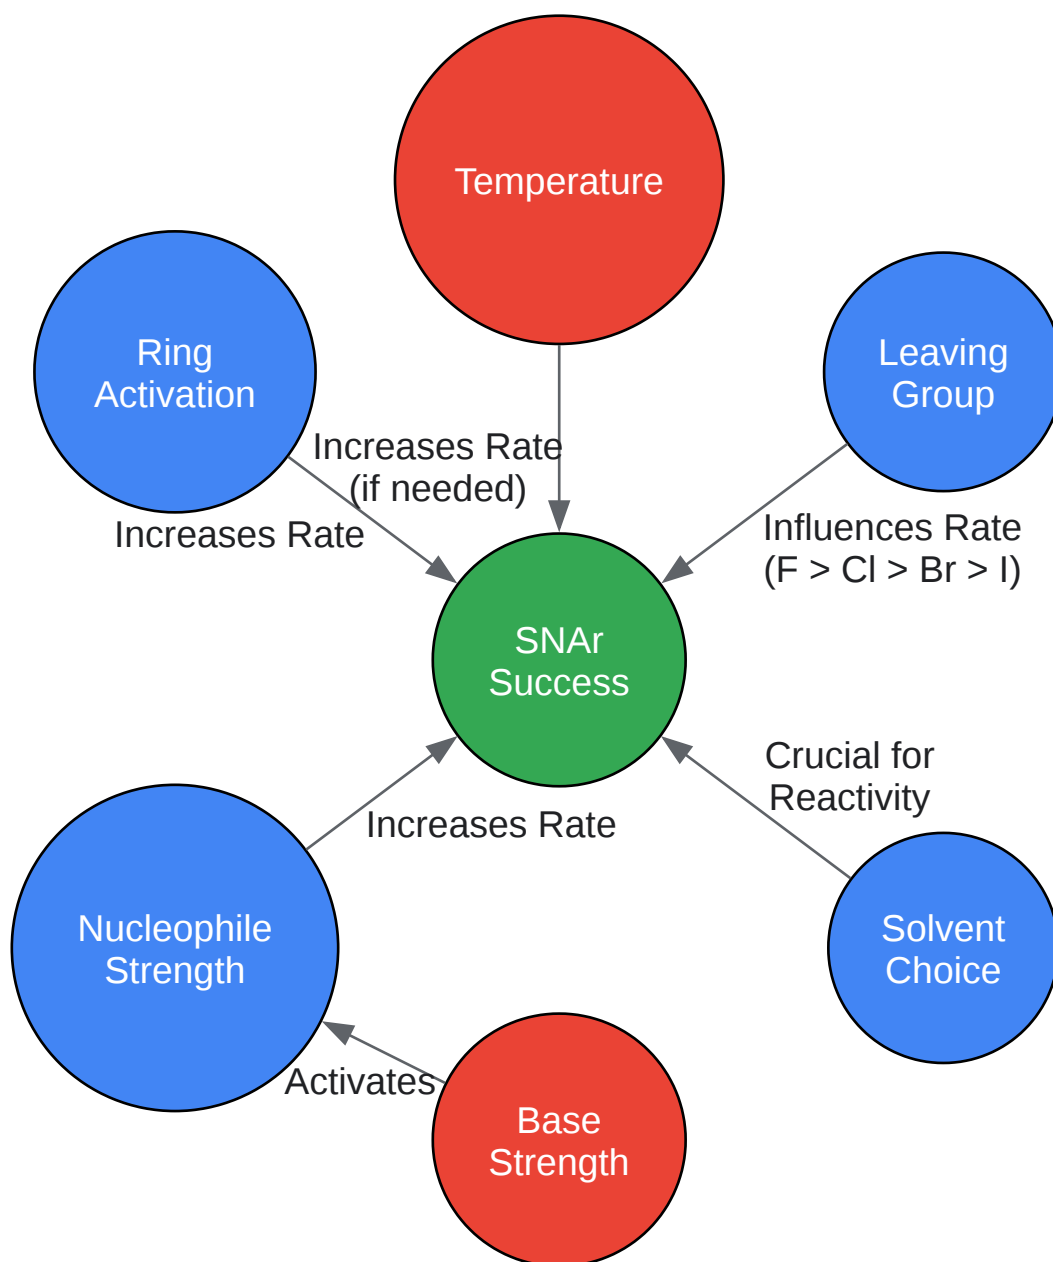 Temperature
Ring
Activation
Leaving
Group
Increases Rate
(if needed)
Increases Rate
Influences Rate
(F > Cl > Br > I)
SNAr
Success
Crucial for
Reactivity
Increases Rate
Nucleophile
Strength
Solvent
Choice
Activates
Base
Strength